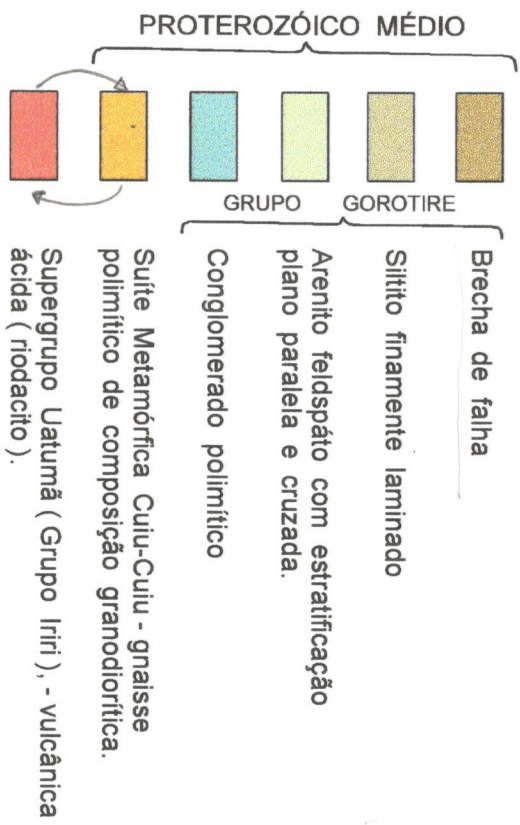 PROTEROZÓICO MÉDIO
GRUPO GOROTIRE
Brecha de falha
Siltito finamente laminado
Arenito feldspáto com estratificação
plano paralela e cruzada.
Conglomerado polimítico
Suíte Metamórfica Cuiu-Cuiu - gnaisse
polimítico de composição granodiorítica.
Supergrupo Uatumã ( Grupo Iriri ), - vulcânica
ácida ( riodacito ).